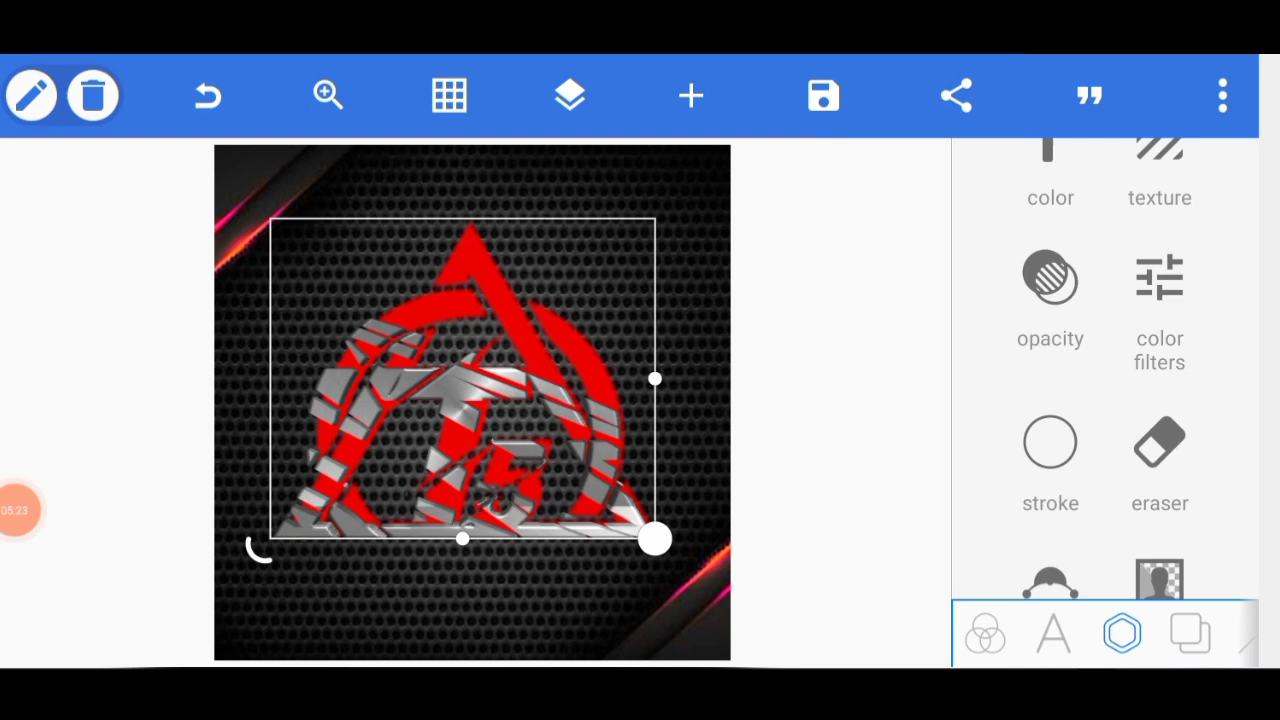 color
texture
opacity
color
filters
stroke
eraser
05:23